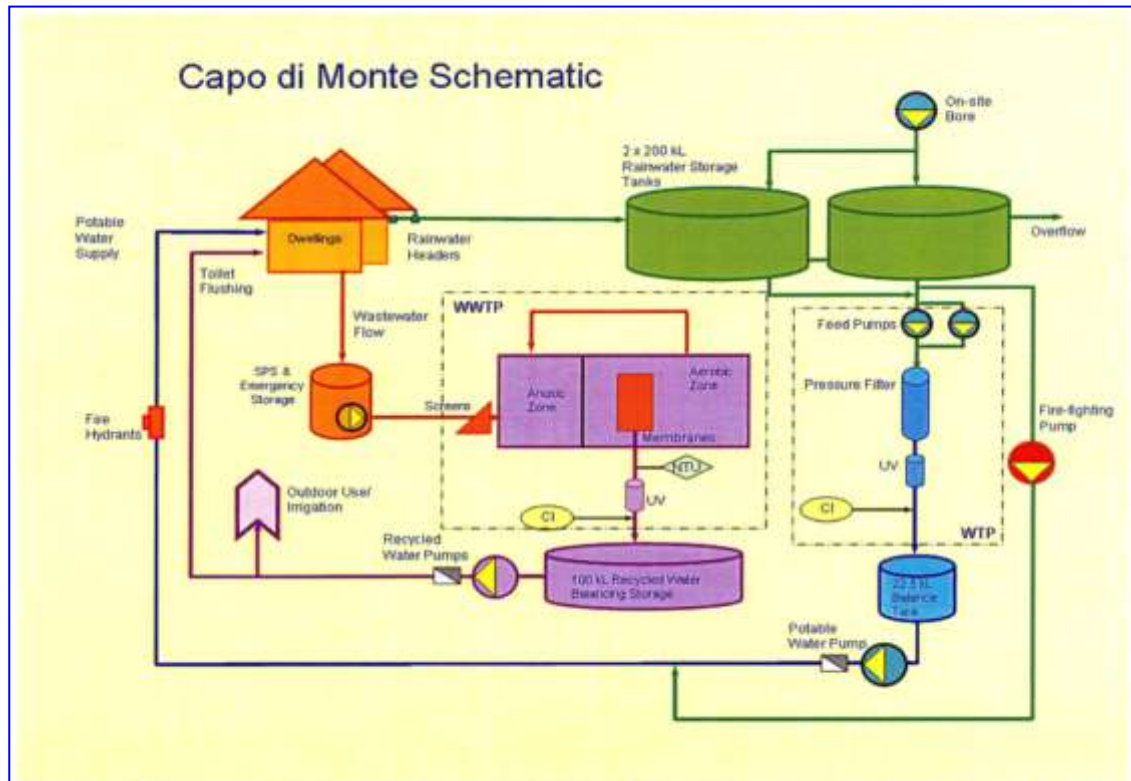 Capo di Monte Schematic
On-site
Bore
2 x 200 kL
Rainwater Storage
Tanks
Potable
Water
Supply
Dwellings
Rainwater
Headers
Overflow
Toilet
Flushing
Wastewater
Flow
WWTP
Feed Pumps
SPS &
Emergency
Storage
Screens
Anoxic
Zone
Aerobic
Zone
Membranes
Pressure Filter
Fire
Hydrants
Fire-fighting
Pump
NTU
UV
UV
Outdoor Use/
Irrigation
Cl
Cl
WTP
Recycled
Water Pumps
100 kL Recycled Water
Balancing Storage
22.5 kL
Balance
Tank
Potable
Water Pump